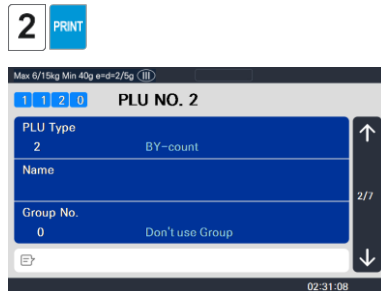 2 PRINT
Max 6/15kg Min 40g e=d=2/5g III
1 1 2 0 PLU NO. 2
PLU Type
2 BY-count
Name
2/7
Group No.
0 Don't use Group
02:31:08